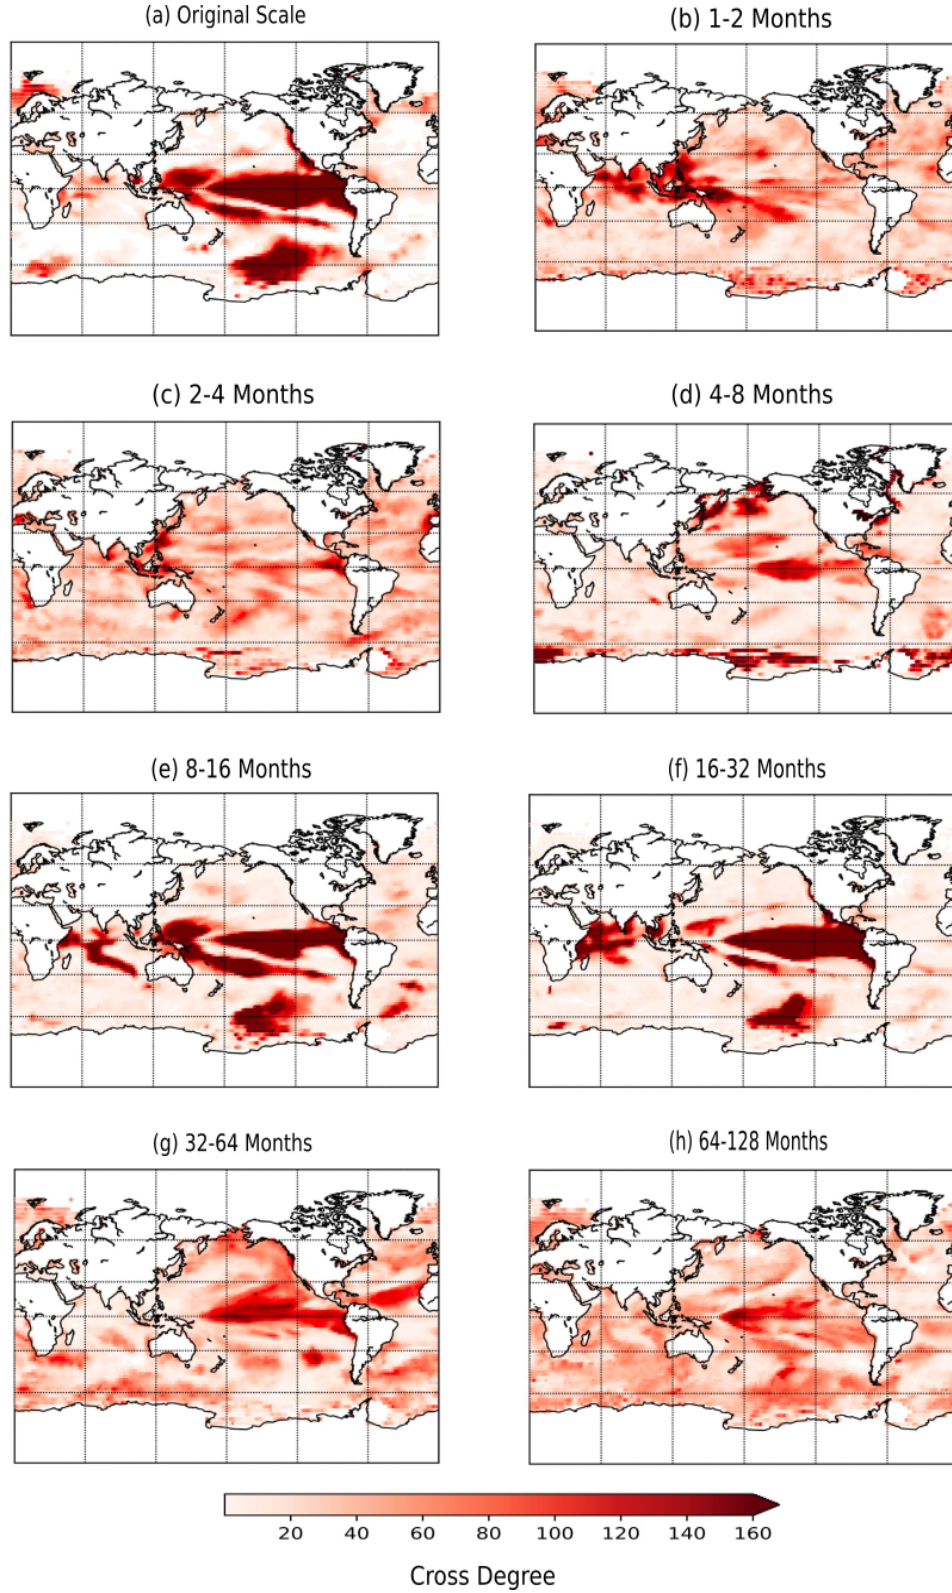 (a) Original Scale
(b) 1-2 Months
(c) 2-4 Months
(d) 4-8 Months
(e) 8-16 Months
(f) 16-32 Months
(g) 32-64 Months
(h) 64-128 Months
20 40 60 80 100 120 140 160
Cross Degree